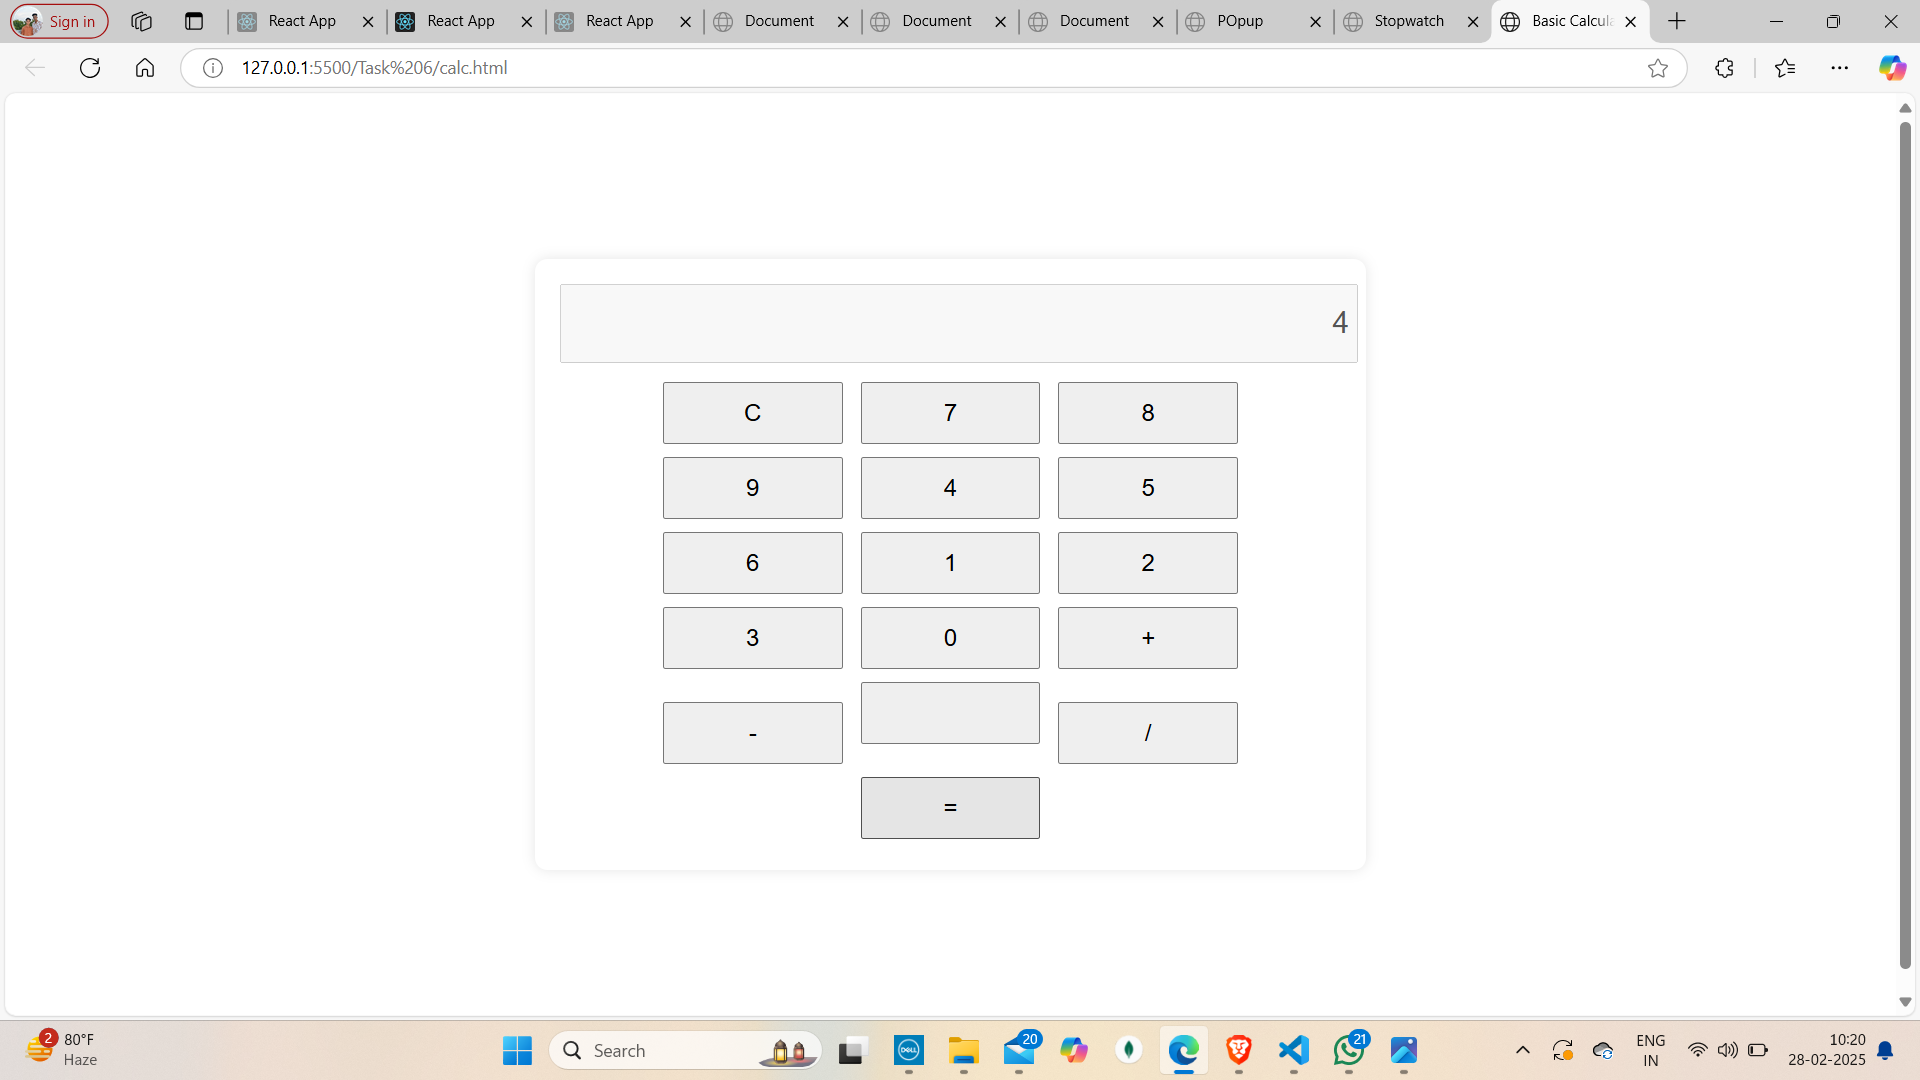 Sign in
React App
React App
React App
Document
Document
Document
POpup
Stopwatch
Basic Calcula
127.0.0.1:5500/Task%206/calc.html
4
C 7 8
9 4 5
6 1 2
3 0 +
- /
=
2
80°F
Haze
Search
DELL
20
21
ENG
IN
10:20
28-02-2025